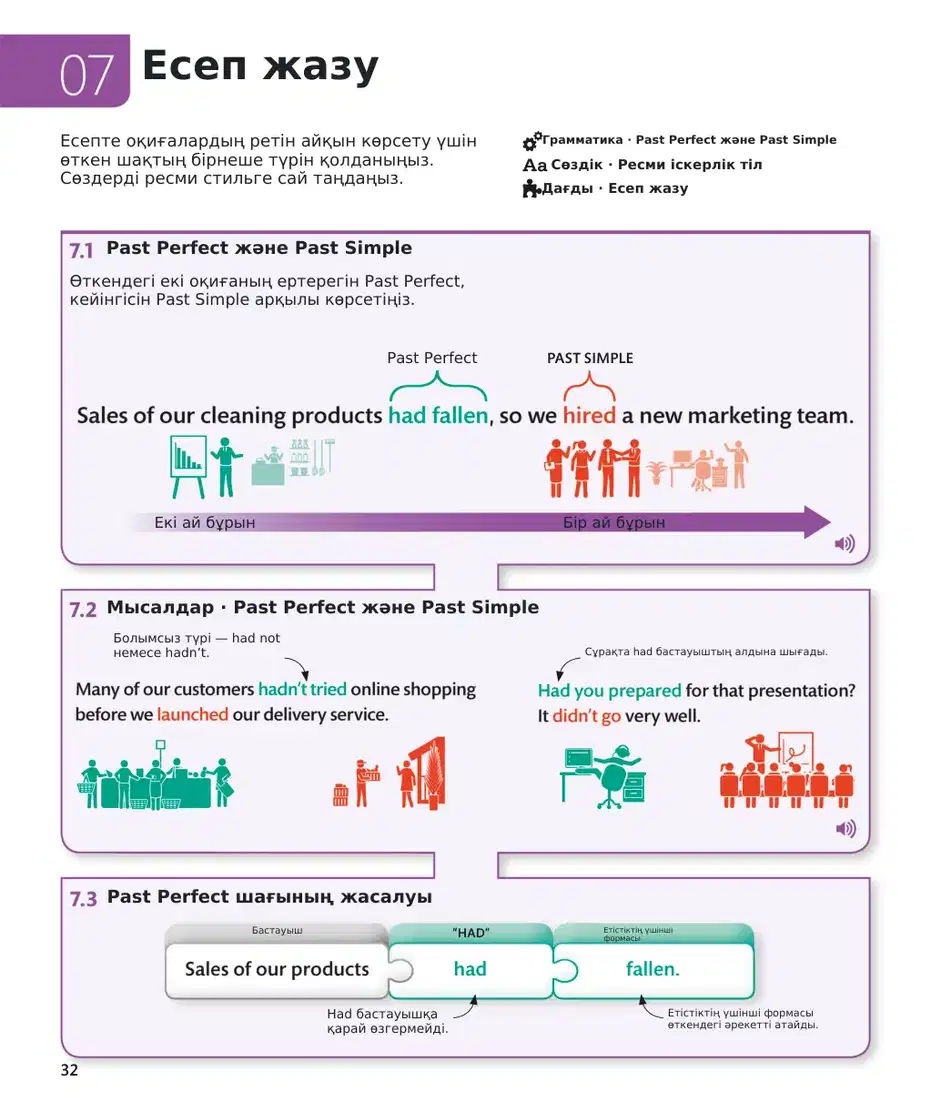 07 Есеп жазу
Есепте оқиғалардың ретін айқын көрсету үшін
өткен шақтың бірнеше түрін қолданыңыз.
Сөздерді ресми стильге сай таңдаңыз.
Грамматика · Past Perfect және Past Simple
Aa Сөздік · Ресми іскерлік тіл
Дағды · Есеп жазу
7.1 Past Perfect және Past Simple
Өткендегі екі оқиғаның ертерегін Past Perfect,
кейінгісін Past Simple арқылы көрсетіңіз.
Past Perfect
PAST SIMPLE
Sales of our cleaning products had fallen, so we hired a new marketing team.
Екі ай бұрын
Бір ай бұрын
7.2 Мысалдар · Past Perfect және Past Simple
Болымсыз түрі — had not
немесе hadn’t.
Many of our customers hadn’t tried online shopping
before we launched our delivery service.
Сұрақта had бастауыштың алдына шығады.
Had you prepared for that presentation?
It didn’t go very well.
7.3 Past Perfect шағының жасалуы
Бастауыш
“HAD”
Етістіктің үшінші
формасы
Sales of our products
had
fallen.
Had бастауышқа
қарай өзгермейді.
Етістіктің үшінші формасы
өткендегі әрекетті атайды.
32